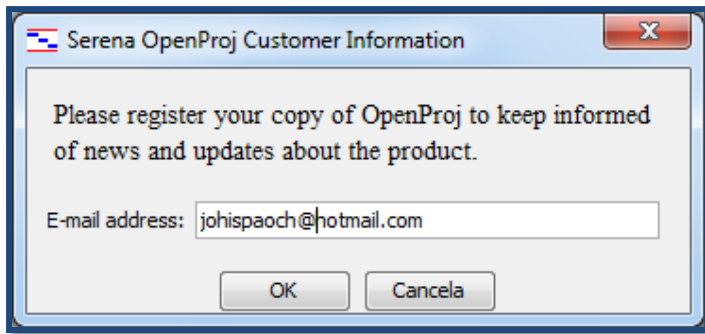 Serena OpenProj Customer Information
Please register your copy of OpenProj to keep informed
of news and updates about the product.
E-mail address: johispaoch@hotmail.com
OK Cancela